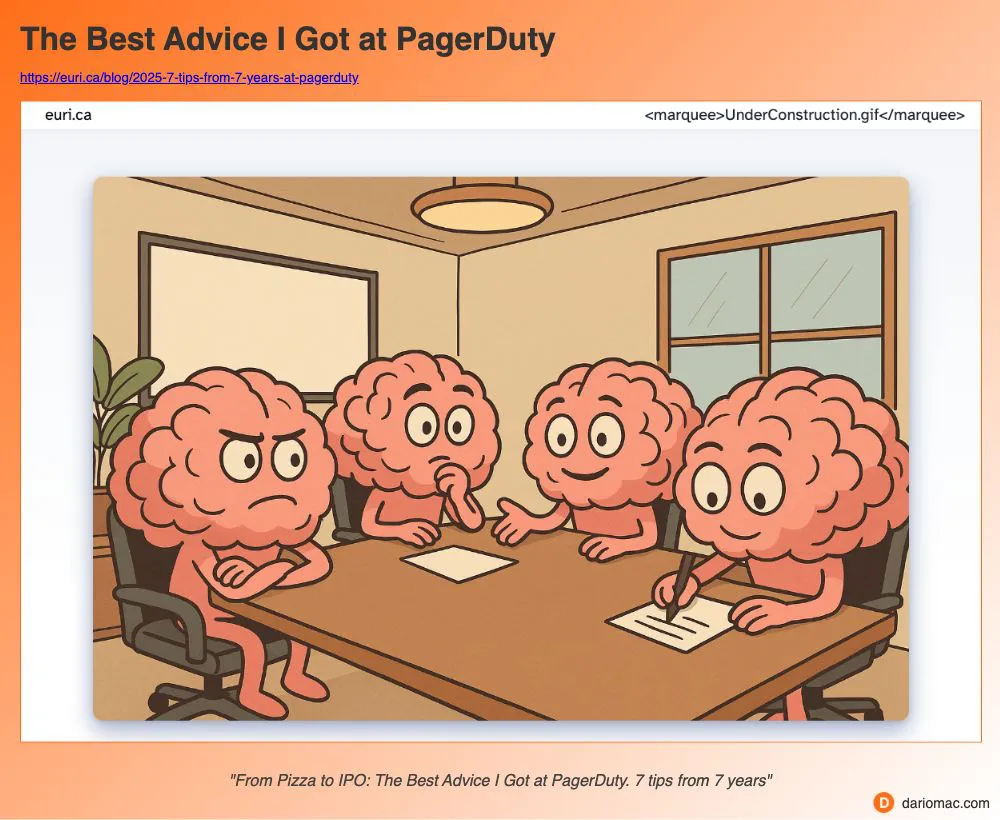 The Best Advice I Got at PagerDuty
https://euri.ca/blog/2025-7-tips-from-7-years-at-pagerduty
euri.ca
<marquee>UnderConstruction.gif</marquee>
"From Pizza to IPO: The Best Advice I Got at PagerDuty. 7 tips from 7 years"
D dariomac.com